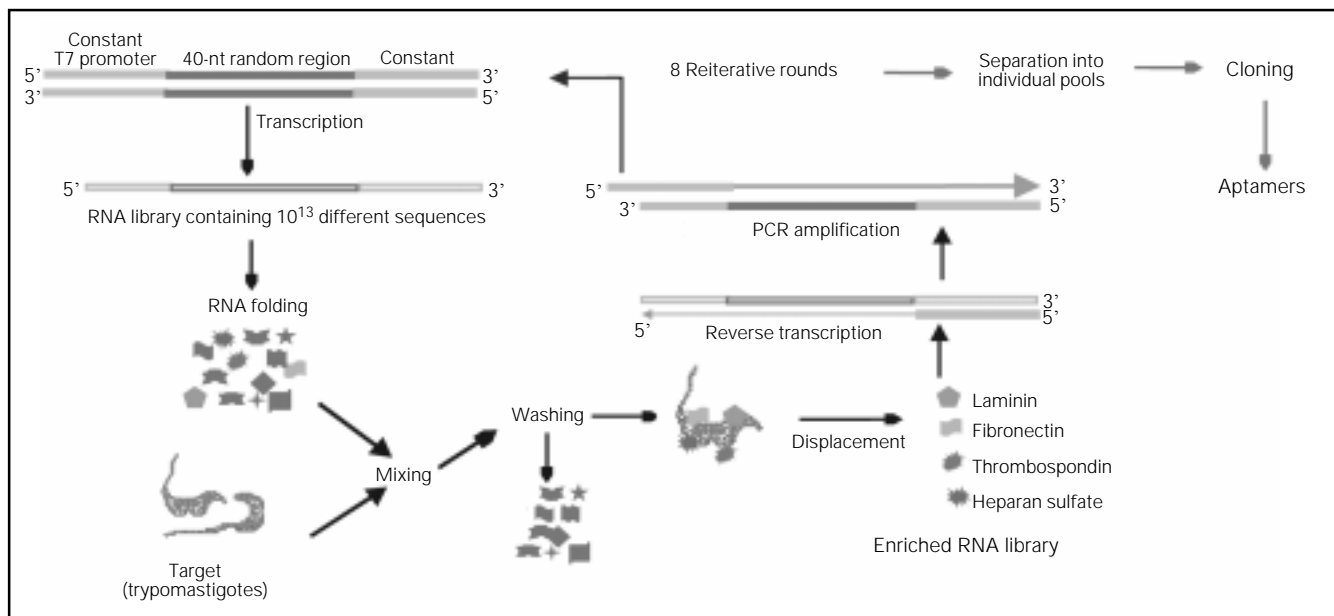 Constant
T7 promoter
40-nt random region
Constant
5’
3’
3’
5’
Transcription
5’
3’
RNA library containing 10¹³ different sequences
RNA folding
Target
(trypomastigotes)
Mixing
Washing
Displacement
Laminin
Fibronectin
Thrombospondin
Heparan sulfate
Enriched RNA library
3’
5’
5’
Reverse transcription
PCR amplification
5’
3’
3’
5’
8 Reiterative rounds
Separation into
individual pools
Cloning
Aptamers